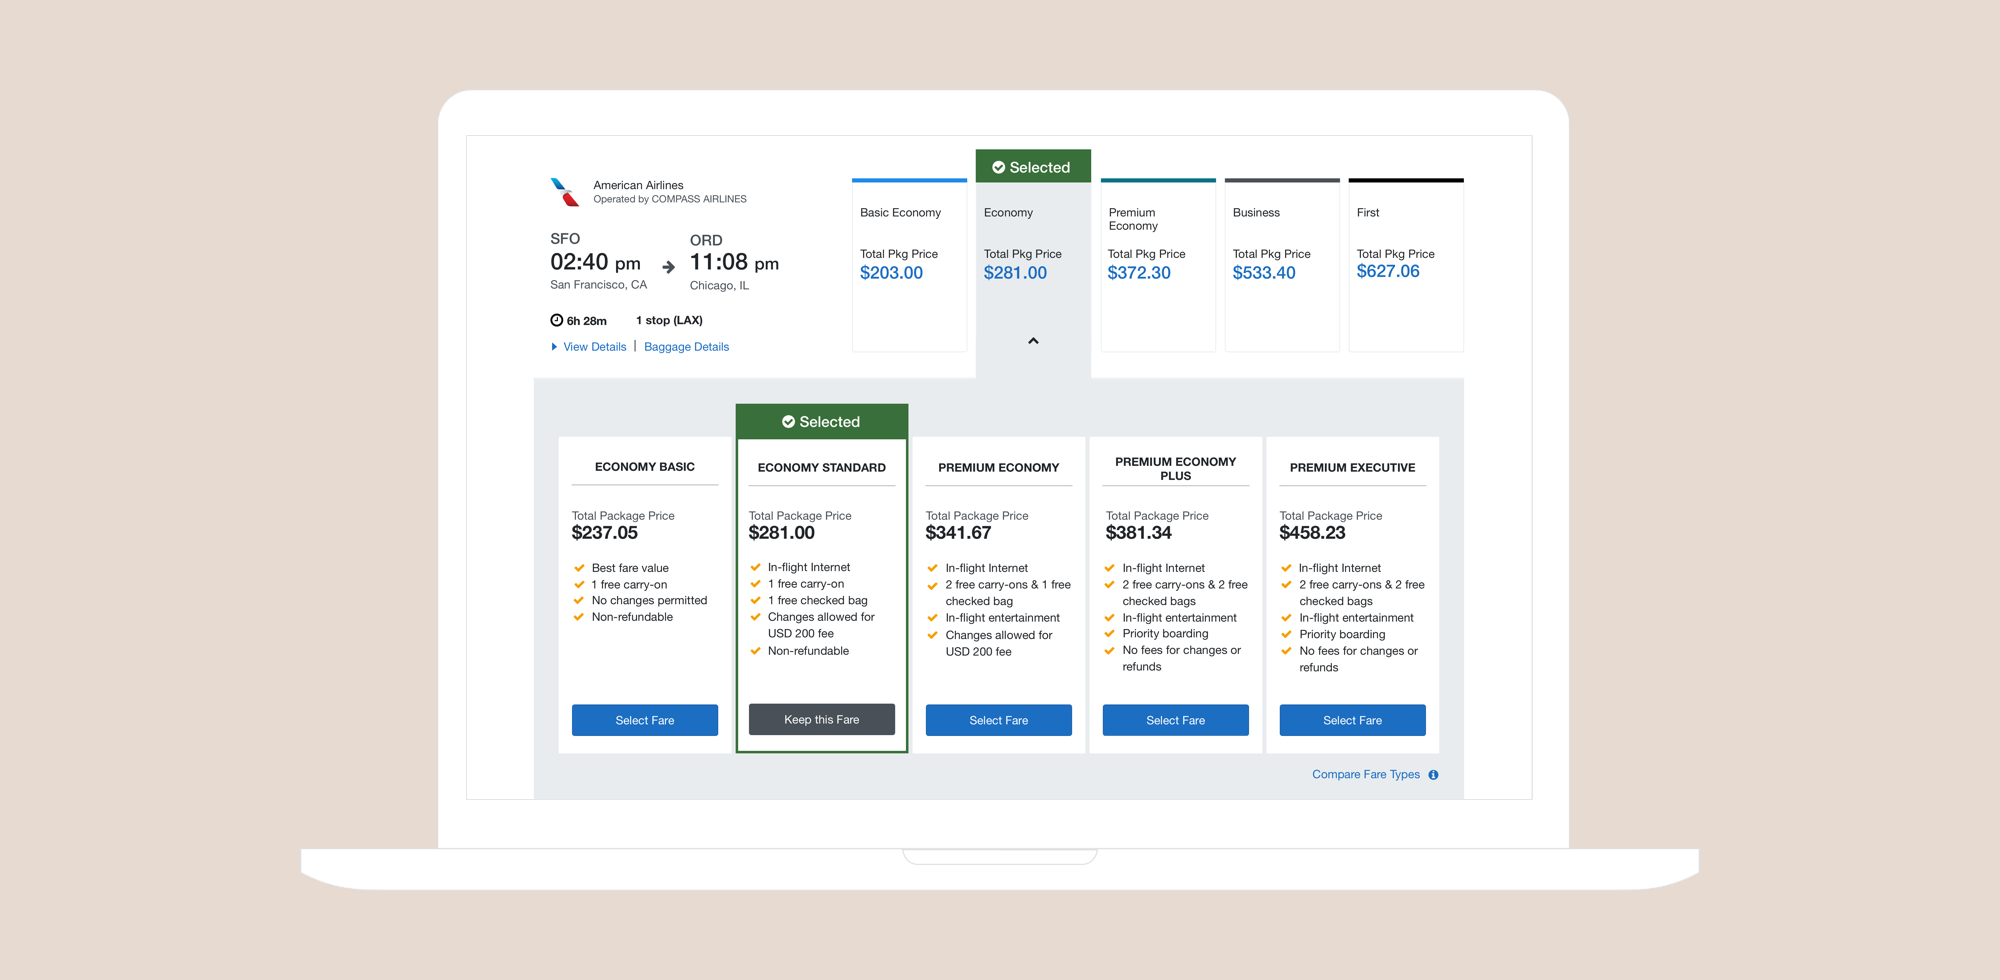 Selected
American Airlines
Operated by COMPASS AIRLINES
SFO
02:40 pm
San Francisco, CA
ORD
11:08 pm
Chicago, IL
6h 28m
1 stop (LAX)
View Details | Baggage Details
Basic Economy
Total Pkg Price
$203.00
Economy
Total Pkg Price
$281.00
Premium
Economy
Total Pkg Price
$372.30
Business
Total Pkg Price
$533.40
First
Total Pkg Price
$627.06
ECONOMY BASIC
Total Package Price
$237.05
Best fare value
1 free carry-on
No changes permitted
Non-refundable
Select Fare
Selected
ECONOMY STANDARD
Total Package Price
$281.00
In-flight Internet
1 free carry-on
1 free checked bag
Changes allowed for
USD 200 fee
Non-refundable
Keep this Fare
PREMIUM ECONOMY
Total Package Price
$341.67
In-flight Internet
2 free carry-ons & 1 free
checked bag
In-flight entertainment
Changes allowed for
USD 200 fee
Select Fare
PREMIUM ECONOMY
PLUS
Total Package Price
$381.34
In-flight Internet
2 free carry-ons & 2 free
checked bags
In-flight entertainment
Priority boarding
No fees for changes or
refunds
Select Fare
PREMIUM EXECUTIVE
Total Package Price
$458.23
In-flight Internet
2 free carry-ons & 2 free
checked bags
In-flight entertainment
Priority boarding
No fees for changes or
refunds
Select Fare
Compare Fare Types